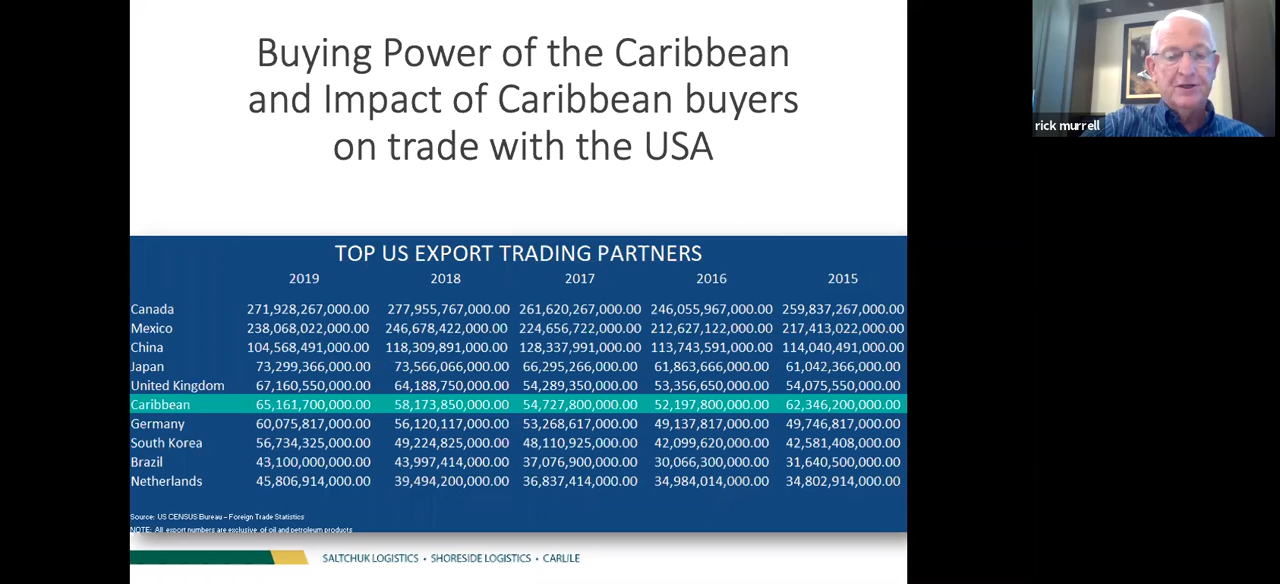 Buying Power of the Caribbean
and Impact of Caribbean buyers
on trade with the USA
rick murrell
TOP US EXPORT TRADING PARTNERS
2019 2018 2017 2016 2015
Canada 271,928,267,000.00 277,955,767,000.00 261,620,267,000.00 246,055,967,000.00 259,837,267,000.00
Mexico 238,068,022,000.00 246,678,422,000.00 224,656,722,000.00 212,627,122,000.00 217,413,022,000.00
China 104,568,491,000.00 118,309,891,000.00 128,337,991,000.00 113,743,591,000.00 114,040,491,000.00
Japan 73,299,366,000.00 73,566,066,000.00 66,295,266,000.00 61,863,666,000.00 61,042,366,000.00
United Kingdom 67,160,550,000.00 64,188,750,000.00 54,289,350,000.00 53,356,650,000.00 54,075,550,000.00
Caribbean 65,161,700,000.00 58,173,850,000.00 54,727,800,000.00 52,197,800,000.00 62,346,200,000.00
Germany 60,075,817,000.00 56,120,117,000.00 53,268,617,000.00 49,137,817,000.00 49,746,817,000.00
South Korea 56,734,325,000.00 49,224,825,000.00 48,110,925,000.00 42,099,620,000.00 42,581,408,000.00
Brazil 43,100,000,000.00 43,997,414,000.00 37,076,900,000.00 30,066,300,000.00 31,640,500,000.00
Netherlands 45,806,914,000.00 39,494,200,000.00 36,837,414,000.00 34,984,014,000.00 34,802,914,000.00
Source: US CENSUS Bureau – Foreign Trade Statistics
NOTE: All export numbers are exclusive of oil and petroleum products
SALTCHUK LOGISTICS • SHORESIDE LOGISTICS • CARLILE